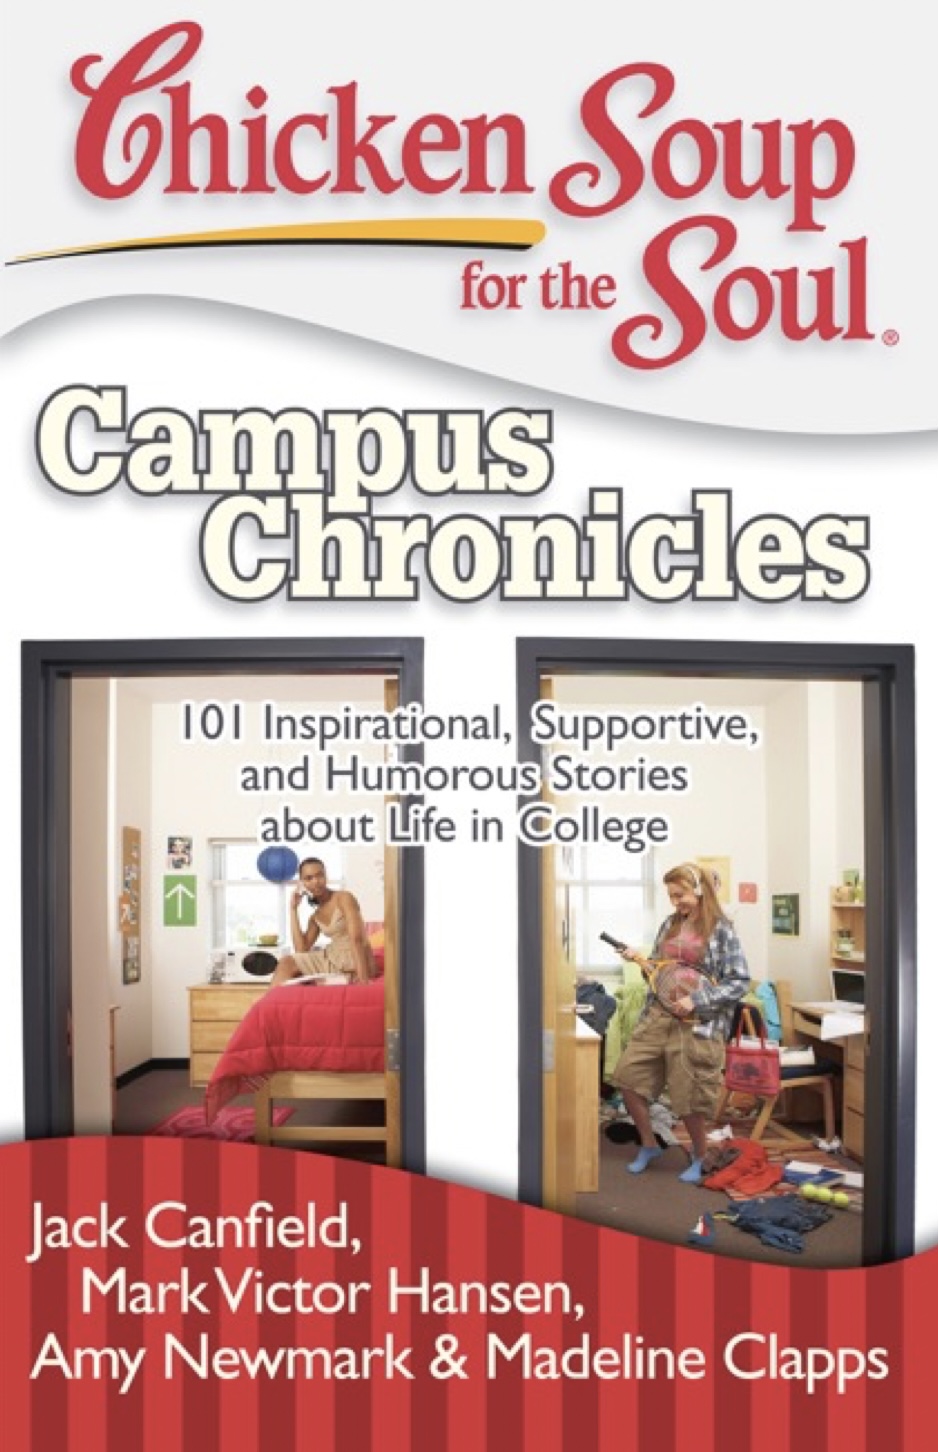 Chicken Soup
for the Soul®
Campus
Chronicles
101 Inspirational, Supportive,
and Humorous Stories
about Life in College
Jack Canfield,
Mark Victor Hansen,
Amy Newmark & Madeline Clapps